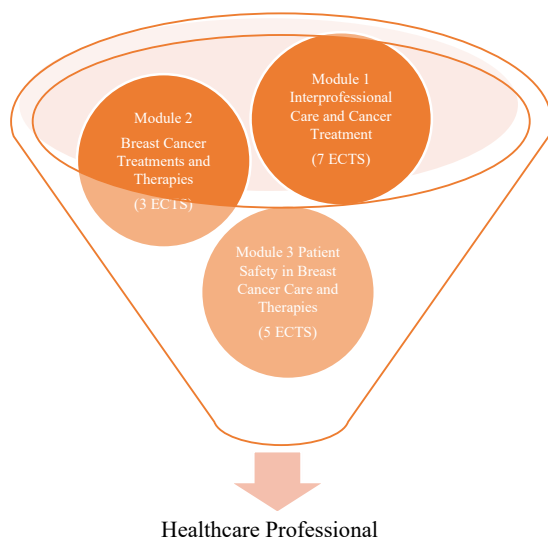 Module 1
Interprofessional
Care and Cancer
Treatment
(7 ECTS)
Module 2
Breast Cancer
Treatments and
Therapies
(3 ECTS)
Module 3 Patient
Safety in Breast
Cancer Care and
Therapies
(5 ECTS)
Healthcare Professional